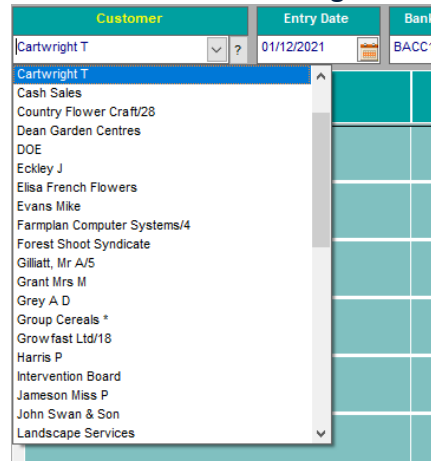 Customer Entry Date Ban
Cartwright T ? 01/12/2021 BACC1
Cartwright T
Cash Sales
Country Flower Craft/28
Dean Garden Centres
DOE
Eckley J
Elisa French Flowers
Evans Mike
Farmplan Computer Systems/4
Forest Shoot Syndicate
Gilliatt, Mr A/5
Grant Mrs M
Grey A D
Group Cereals *
Growfast Ltd/18
Harris P
Intervention Board
Jameson Miss P
John Swan & Son
Landscape Services